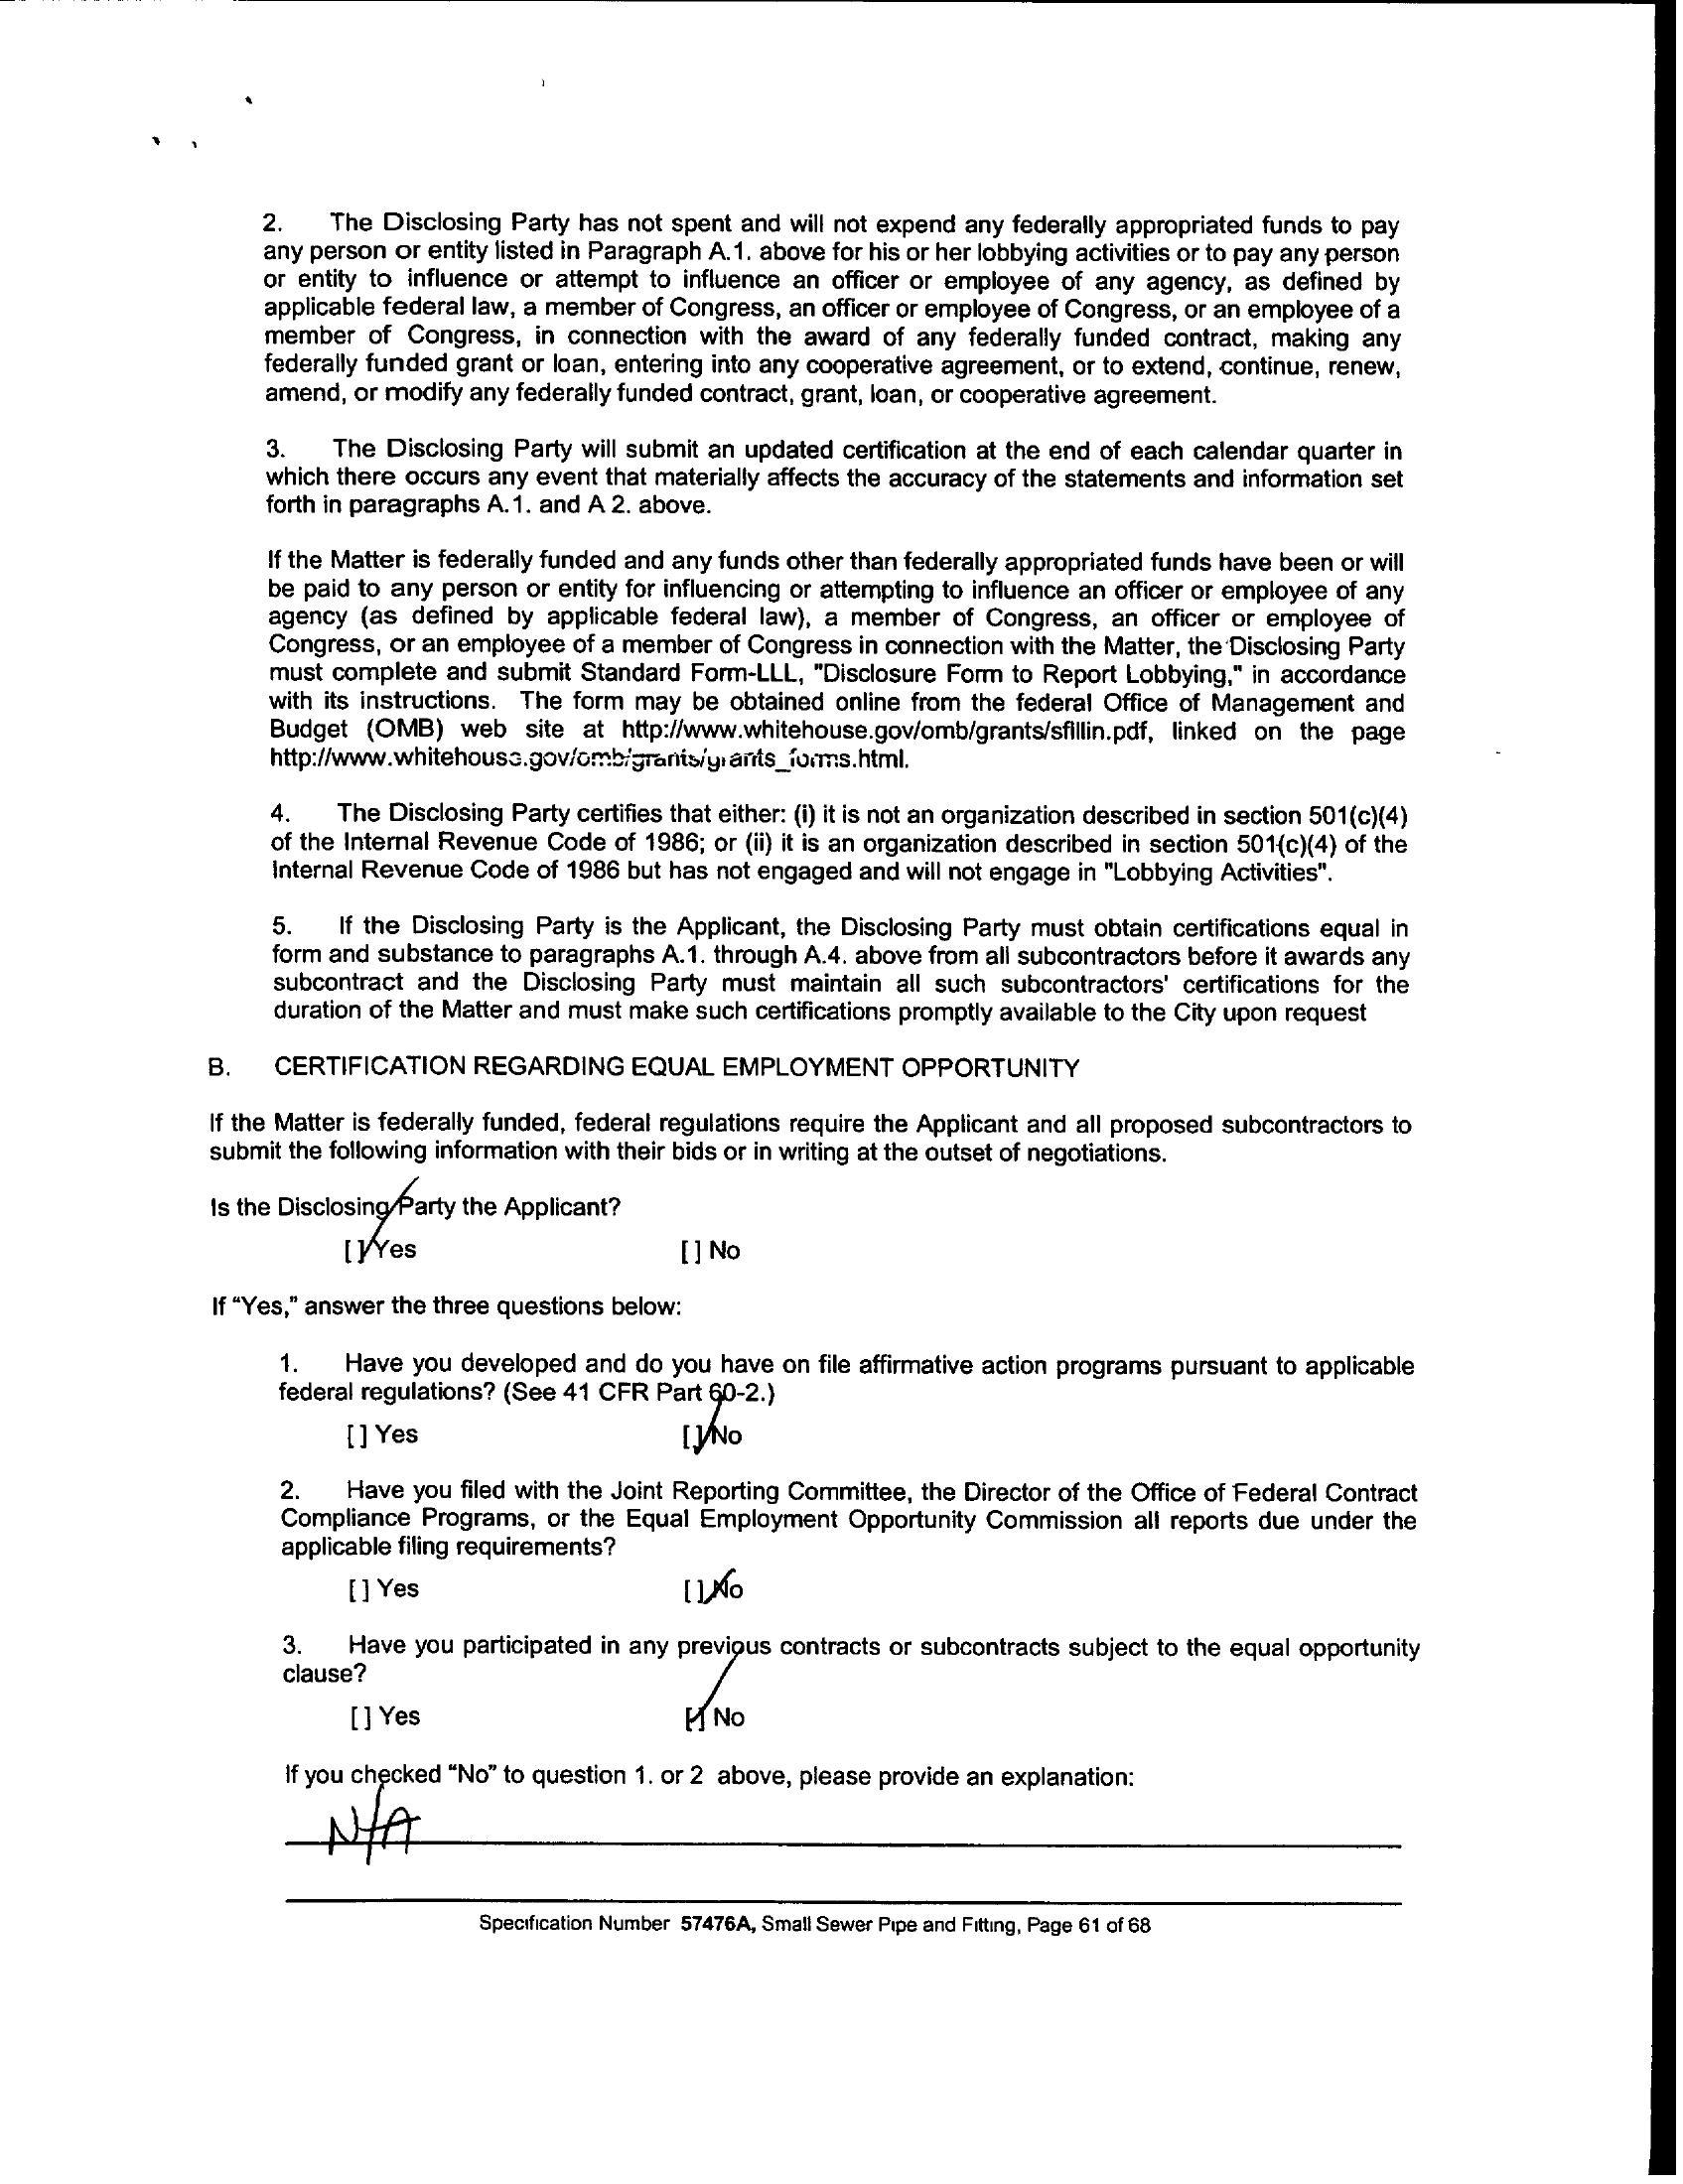 2. The Disclosing Party has not spent and will not expend any federally appropriated funds to pay
any person or entity listed in Paragraph A.1. above for his or her lobbying activities or to pay any person
or entity to influence or attempt to influence an officer or employee of any agency, as defined by
applicable federal law, a member of Congress, an officer or employee of Congress, or an employee of a
member of Congress, in connection with the award of any federally funded contract, making any
federally funded grant or loan, entering into any cooperative agreement, or to extend, continue, renew,
amend, or modify any federally funded contract, grant, loan, or cooperative agreement.
3. The Disclosing Party will submit an updated certification at the end of each calendar quarter in
which there occurs any event that materially affects the accuracy of the statements and information set
forth in paragraphs A.1. and A 2. above.
If the Matter is federally funded and any funds other than federally appropriated funds have been or will
be paid to any person or entity for influencing or attempting to influence an officer or employee of any
agency (as defined by applicable federal law), a member of Congress, an officer or employee of
Congress, or an employee of a member of Congress in connection with the Matter, the Disclosing Party
must complete and submit Standard Form-LLL, "Disclosure Form to Report Lobbying," in accordance
with its instructions. The form may be obtained online from the federal Office of Management and
Budget (OMB) web site at http://www.whitehouse.gov/omb/grants/sfillin.pdf, linked on the page
http://www.whitehouse.gov/omb/grants/grants_forms.html.
4. The Disclosing Party certifies that either: (i) it is not an organization described in section 501(c)(4)
of the Internal Revenue Code of 1986; or (ii) it is an organization described in section 501(c)(4) of the
Internal Revenue Code of 1986 but has not engaged and will not engage in "Lobbying Activities".
5. If the Disclosing Party is the Applicant, the Disclosing Party must obtain certifications equal in
form and substance to paragraphs A.1. through A.4. above from all subcontractors before it awards any
subcontract and the Disclosing Party must maintain all such subcontractors' certifications for the
duration of the Matter and must make such certifications promptly available to the City upon request
B. CERTIFICATION REGARDING EQUAL EMPLOYMENT OPPORTUNITY
If the Matter is federally funded, federal regulations require the Applicant and all proposed subcontractors to
submit the following information with their bids or in writing at the outset of negotiations.
Is the Disclosing Party the Applicant?
[] Yes [] No
If “Yes,” answer the three questions below:
1. Have you developed and do you have on file affirmative action programs pursuant to applicable
federal regulations? (See 41 CFR Part 60-2.)
[] Yes [] No
2. Have you filed with the Joint Reporting Committee, the Director of the Office of Federal Contract
Compliance Programs, or the Equal Employment Opportunity Commission all reports due under the
applicable filing requirements?
[] Yes [] No
3. Have you participated in any previous contracts or subcontracts subject to the equal opportunity
clause?
[] Yes [] No
If you checked “No” to question 1. or 2 above, please provide an explanation:
N/A
Specification Number 57476A, Small Sewer Pipe and Fitting, Page 61 of 68